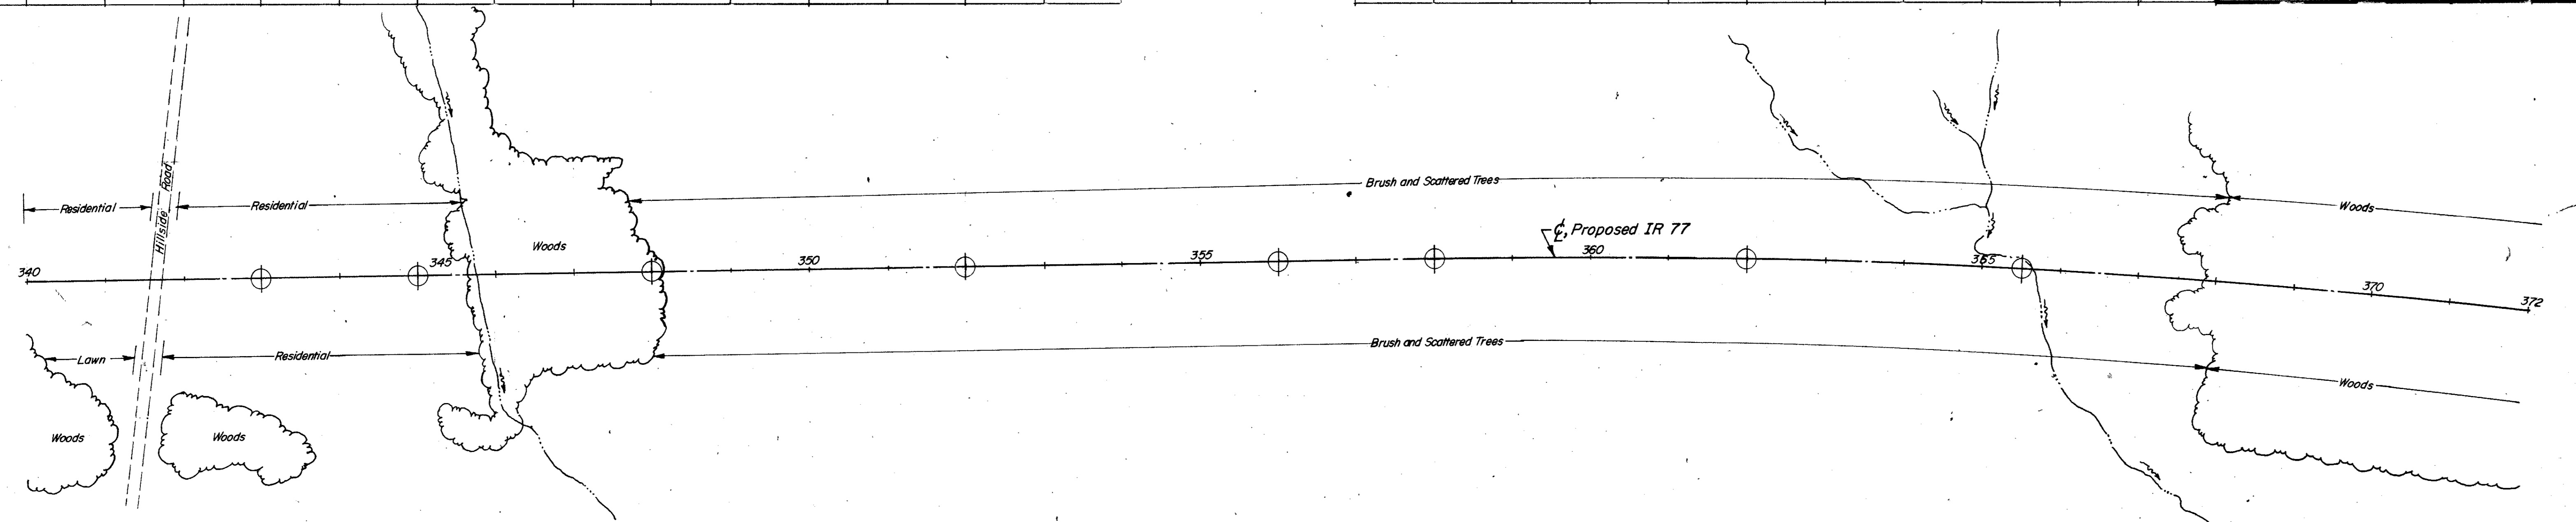 Hillside Road
Residential
Residential
Brush and Scattered Trees
Woods
Woods
℄ Proposed IR 77
340
345
350
355
360
365
370
372
Lawn
Residential
Brush and Scattered Trees
Woods
Woods
Woods